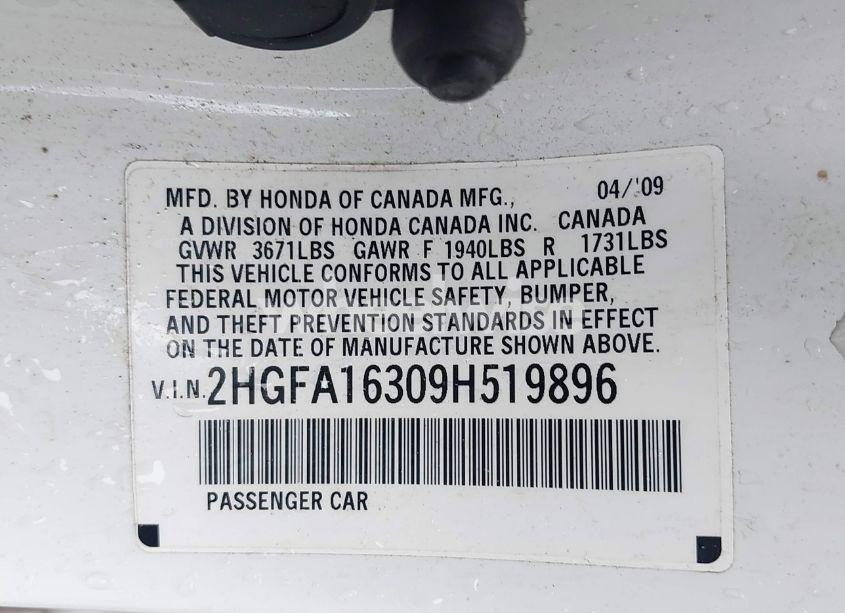 MFD. BY HONDA OF CANADA MFG., 04/'09
A DIVISION OF HONDA CANADA INC. CANADA
GVWR 3671LBS GAWR F 1940LBS R 1731LBS
THIS VEHICLE CONFORMS TO ALL APPLICABLE
FEDERAL MOTOR VEHICLE SAFETY, BUMPER,
AND THEFT PREVENTION STANDARDS IN EFFECT
ON THE DATE OF MANUFACTURE SHOWN ABOVE.
V.I.N. 2HGFA16309H519896
PASSENGER CAR